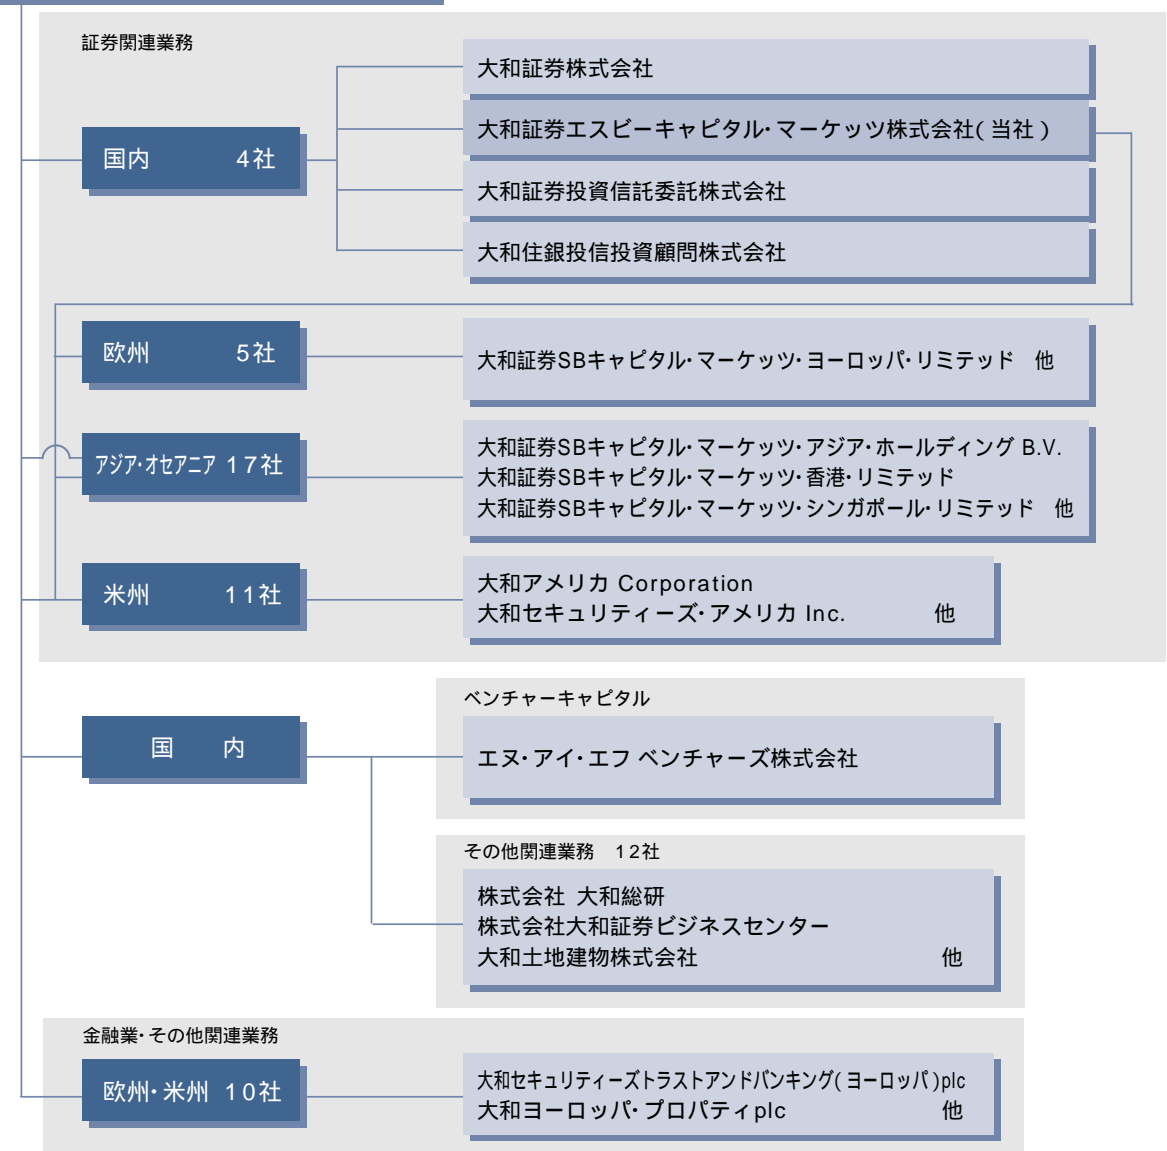 証券関連業務
国内 4社
大和証券株式会社
大和証券エスビーキャピタル・マーケッツ株式会社(当社)
大和証券投資信託委託株式会社
大和住銀投信投資顧問株式会社
欧州 5社
大和証券SBキャピタル・マーケッツ・ヨーロッパ・リミテッド 他
アジア・オセアニア 17社
大和証券SBキャピタル・マーケッツ・アジア・ホールディング B.V.
大和証券SBキャピタル・マーケッツ・香港・リミテッド
大和証券SBキャピタル・マーケッツ・シンガポール・リミテッド 他
米州 11社
大和アメリカ Corporation
大和セキュリティーズ・アメリカ Inc. 他
国 内
ベンチャーキャピタル
エヌ・アイ・エフ ベンチャーズ株式会社
その他関連業務 12社
株式会社 大和総研
株式会社大和証券ビジネスセンター
大和土地建物株式会社 他
金融業・その他関連業務
欧州・米州 10社
大和セキュリティーズトラストアンドバンキング(ヨーロッパ)plc
大和ヨーロッパ・プロパティplc 他